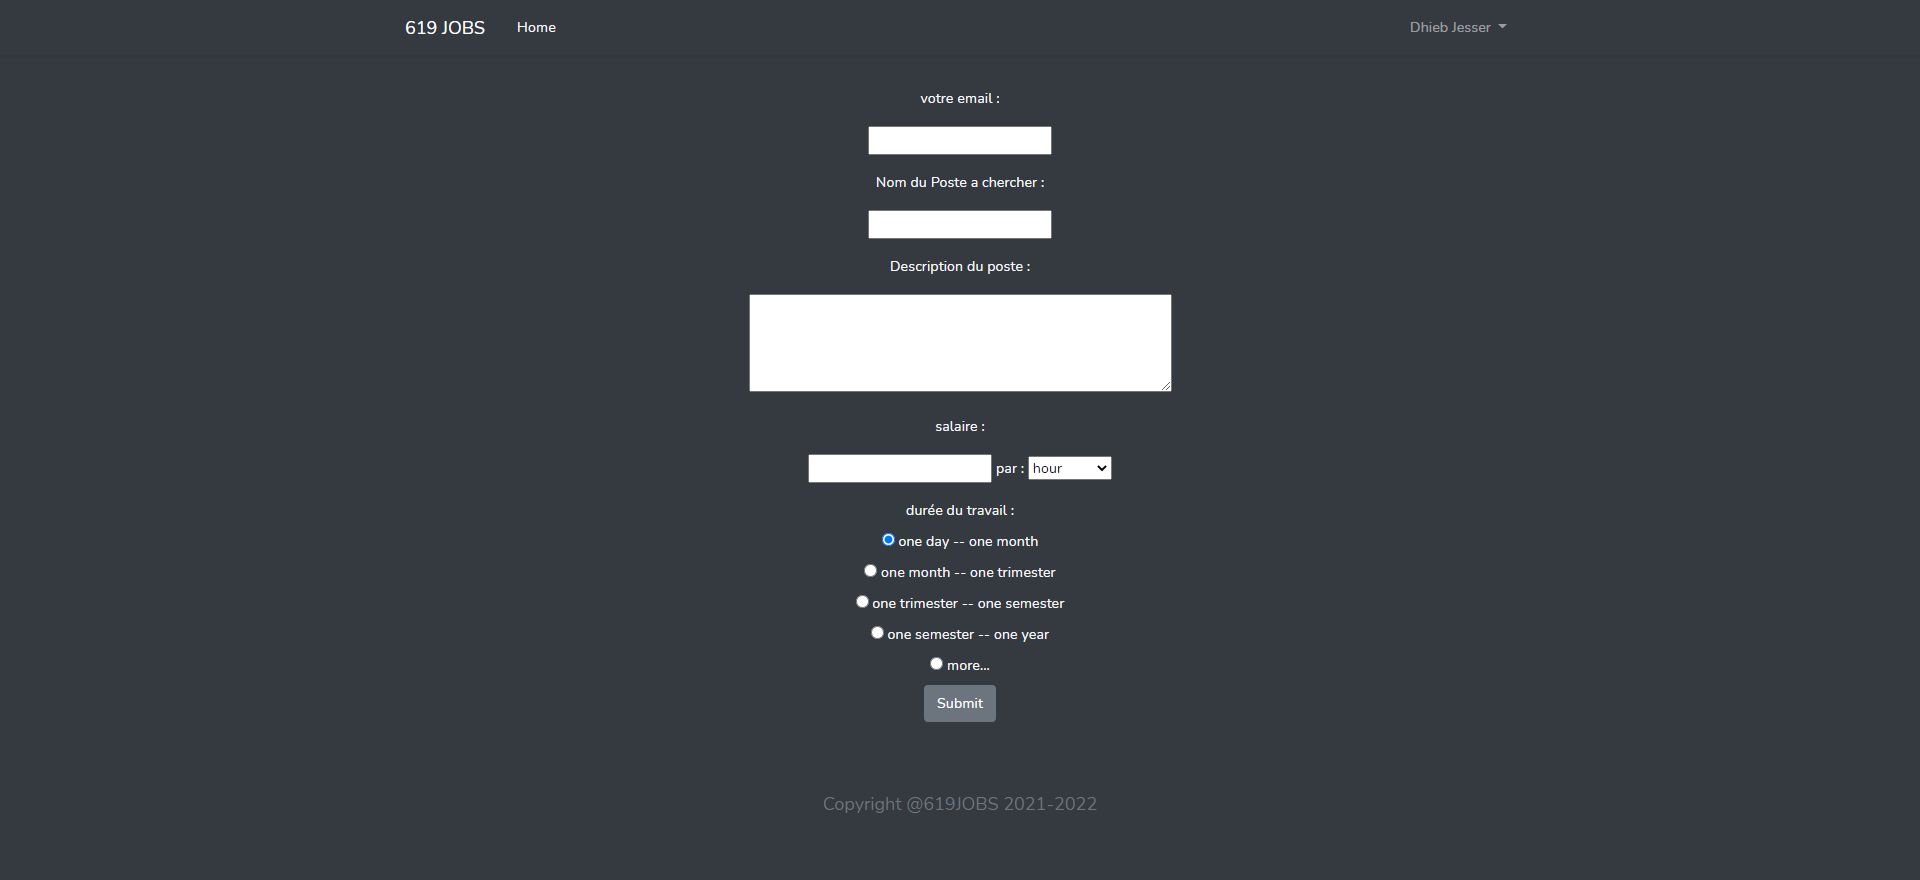 619 JOBS Home Dhieb Jesser
votre email :
Nom du Poste a chercher :
Description du poste :
salaire :
par : hour
durée du travail :
one day -- one month
one month -- one trimester
one trimester -- one semester
one semester -- one year
more...
Submit
Copyright @619JOBS 2021-2022